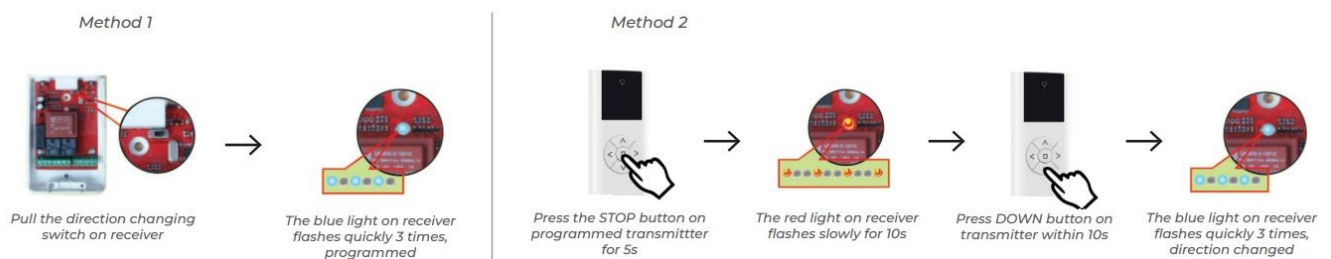 Method 1
Pull the direction changing
switch on receiver
The blue light on receiver
flashes quickly 3 times,
programmed
Method 2
Press the STOP button on
programmed transmittter
for 5s
The red light on receiver
flashes slowly for 10s
Press DOWN button on
transmitter within 10s
The blue light on receiver
flashes quickly 3 times,
direction changed